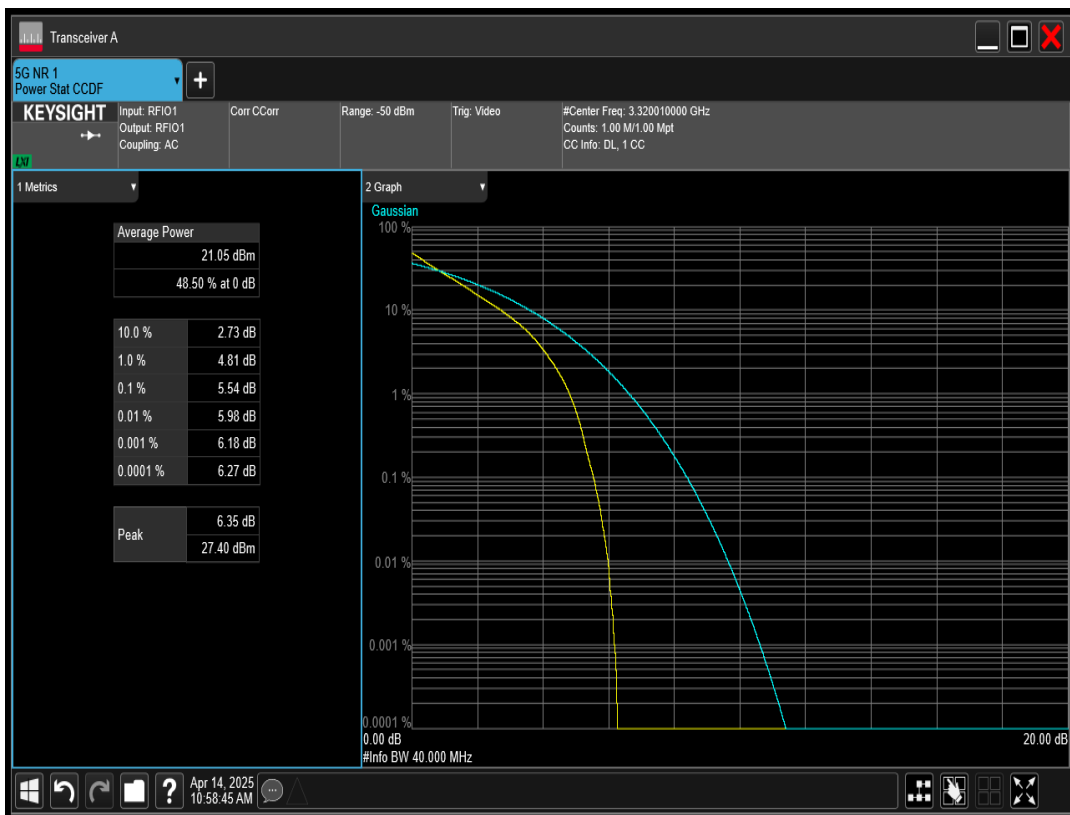 Transceiver A
5G NR 1
Power Stat CCDF
KEYSIGHT
LXI
Input: RFIO1
Output: RFIO1
Coupling: AC
Corr CCorr
Range: -50 dBm
Trig: Video
#Center Freq: 3.320010000 GHz
Counts: 1.00 M/1.00 Mpt
CC Info: DL, 1 CC
1 Metrics
Average Power
21.05 dBm
48.50 % at 0 dB
10.0 % 2.73 dB
1.0 % 4.81 dB
0.1 % 5.54 dB
0.01 % 5.98 dB
0.001 % 6.18 dB
0.0001 % 6.27 dB
Peak
6.35 dB
27.40 dBm
2 Graph
Gaussian
100 %
10 %
1 %
0.1 %
0.01 %
0.001 %
0.0001 %
0.00 dB
20.00 dB
#Info BW 40.000 MHz
?
Apr 14, 2025
10:58:45 AM